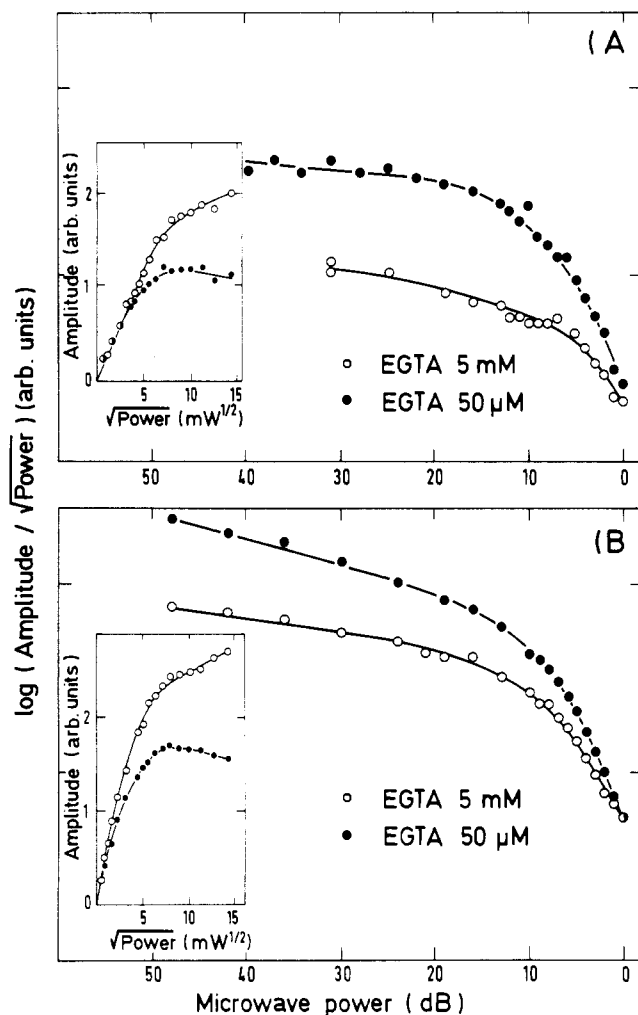 (A
Amplitude (arb. units)
2
1
0
5
10
15
√Power (mW1/2)
EGTA 5 mM
EGTA 50 μM
50
40
30
20
10
0
log (Amplitude / √Power) (arb. units)
(B
Amplitude (arb. units)
2
1
0
5
10
15
√Power (mW1/2)
EGTA 5 mM
EGTA 50 μM
50
40
30
20
10
0
Microwave power (dB)